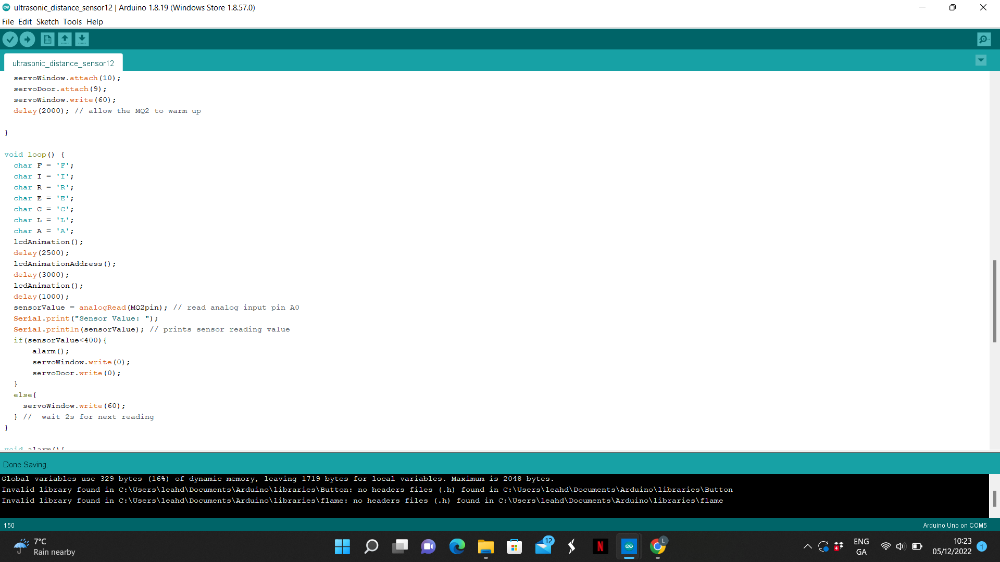 ultrasonic_distance_sensor12 | Arduino 1.8.19 (Windows Store 1.8.57.0)
File Edit Sketch Tools Help
ultrasonic_distance_sensor12
servoWindow.attach(10);
servoDoor.attach(9);
servoWindow.write(60);
delay(2000); // allow the MQ2 to warm up
}
void loop() {
char F = 'F';
char I = 'I';
char R = 'R';
char E = 'E';
char C = 'C';
char L = 'L';
char A = 'A';
lcdAnimation();
delay(2500);
lcdAnimationAddress();
delay(3000);
lcdAnimation();
delay(1000);
sensorValue = analogRead(MQ2pin); // read analog input pin A0
Serial.print("Sensor Value: ");
Serial.println(sensorValue); // prints sensor reading value
if(sensorValue<400){
alarm();
servoWindow.write(0);
servoDoor.write(0);
}
else{
servoWindow.write(60);
} //  wait 2s for next reading
}
void alarm(){
Done Saving.
Global variables use 329 bytes (16%) of dynamic memory, leaving 1719 bytes for local variables. Maximum is 2048 bytes.
Invalid library found in C:\Users\leahd\Documents\Arduino\libraries\Button: no headers files (.h) found in C:\Users\leahd\Documents\Arduino\libraries\Button
Invalid library found in C:\Users\leahd\Documents\Arduino\libraries\flame: no headers files (.h) found in C:\Users\leahd\Documents\Arduino\libraries\flame
150
Arduino Uno on COM5
7°C
Rain nearby
12
N
L
4
ENG
GA
10:23
05/12/2022
1